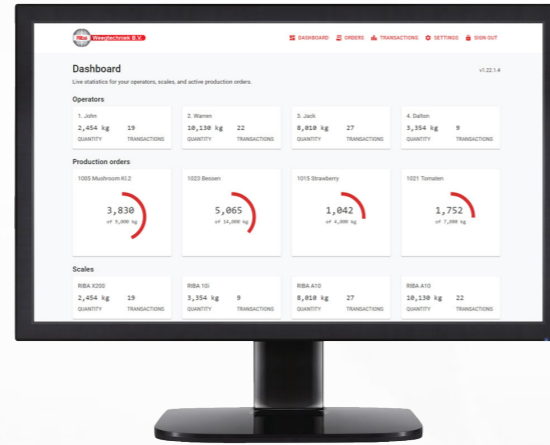 Riba Weegtechniek B.V.
DASHBOARD ORDERS TRANSACTIONS SETTINGS SIGN OUT
Dashboard
v1.22.1.4
Live statistics for your operators, scales, and active production orders.
Operators
1. John 2. Warren 3. Jack 4. Dalton
2,454 kg 19 10,130 kg 22 8,010 kg 27 3,354 kg 9
QUANTITY TRANSACTIONS QUANTITY TRANSACTIONS QUANTITY TRANSACTIONS QUANTITY TRANSACTIONS
Production orders
1005 Mushroom Kl.2 1023 Bessen 1015 Strawberry 1021 Tomaten
3,830 5,065 1,042 1,752
of 9,000 kg of 14,000 kg of 4,000 kg of 7,000 kg
Scales
RIBA X200 RIBA 10i RIBA A10 RIBA A10
2,454 kg 19 3,354 kg 9 8,010 kg 27 10,130 kg 22
QUANTITY TRANSACTIONS QUANTITY TRANSACTIONS QUANTITY TRANSACTIONS QUANTITY TRANSACTIONS